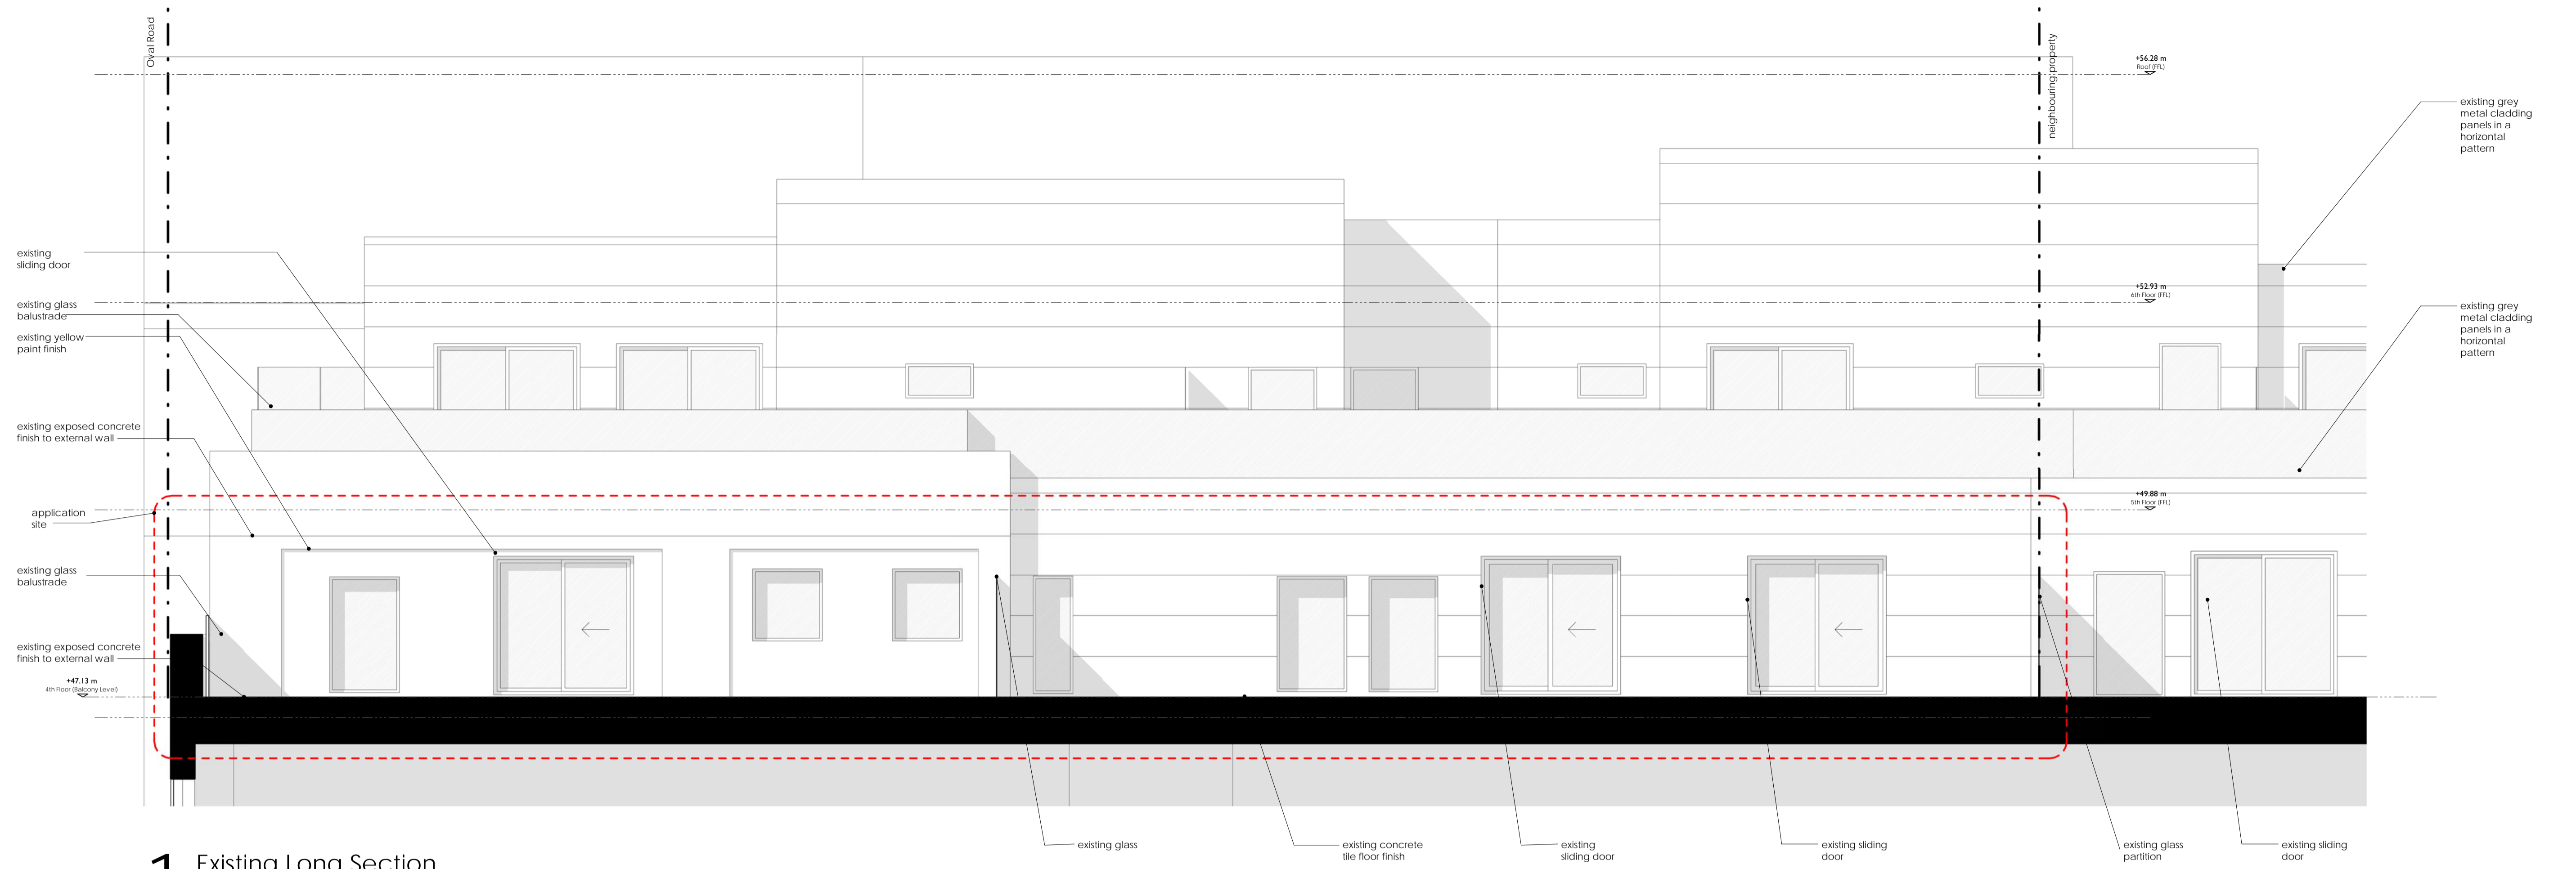 Oval Road
neighbouring property
+56.28 m
Roof (FFL)
existing grey
metal cladding
panels in a
horizontal
pattern
existing
sliding door
+52.93 m
6th Floor (FFL)
existing glass
balustrade
existing grey
metal cladding
panels in a
horizontal
pattern
existing yellow
paint finish
existing exposed concrete
finish to external wall
+49.88 m
5th Floor (FFL)
application
site
existing glass
balustrade
existing exposed concrete
finish to external wall
+47.13 m
4th Floor (Balcony Level)
existing glass
existing concrete
tile floor finish
existing
sliding door
existing sliding
door
existing glass
partition
existing sliding
door
1 Existing Long Section